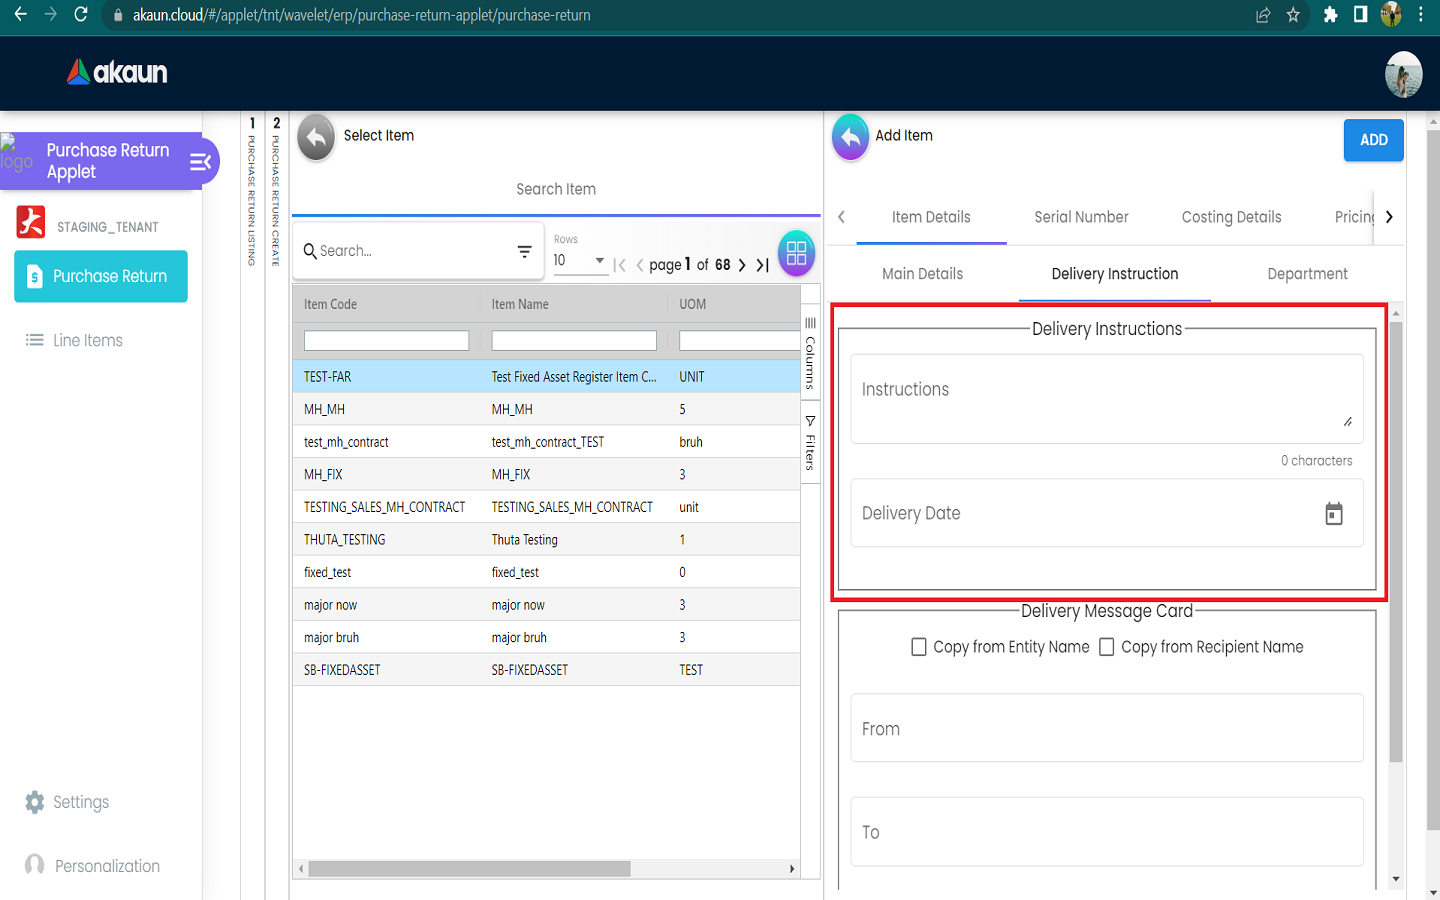 akaun.cloud/#/applet/tnt/wavelet/erp/purchase-return-applet/purchase-return
akaun
logo
Purchase Return
Applet
STAGING_TENANT
Purchase Return
Line Items
Settings
Personalization
1 PURCHASE RETURN LISTING
2 PURCHASE RETURN CREATE
Select Item
Search Item
Search...
Rows
10
page 1 of 68
Item Code Item Name UOM
TEST-FAR Test Fixed Asset Register Item C... UNIT
MH_MH MH_MH 5
test_mh_contract test_mh_contract_TEST bruh
MH_FIX MH_FIX 3
TESTING_SALES_MH_CONTRACT TESTING_SALES_MH_CONTRACT unit
THUTA_TESTING Thuta Testing 1
fixed_test fixed_test 0
major now major now 3
major bruh major bruh 3
SB-FIXEDASSET SB-FIXEDASSET TEST
Columns
Filters
Add Item
ADD
Item Details Serial Number Costing Details Pricing
Main Details Delivery Instruction Department
Delivery Instructions
Instructions
0 characters
Delivery Date
Delivery Message Card
Copy from Entity Name Copy from Recipient Name
From
To